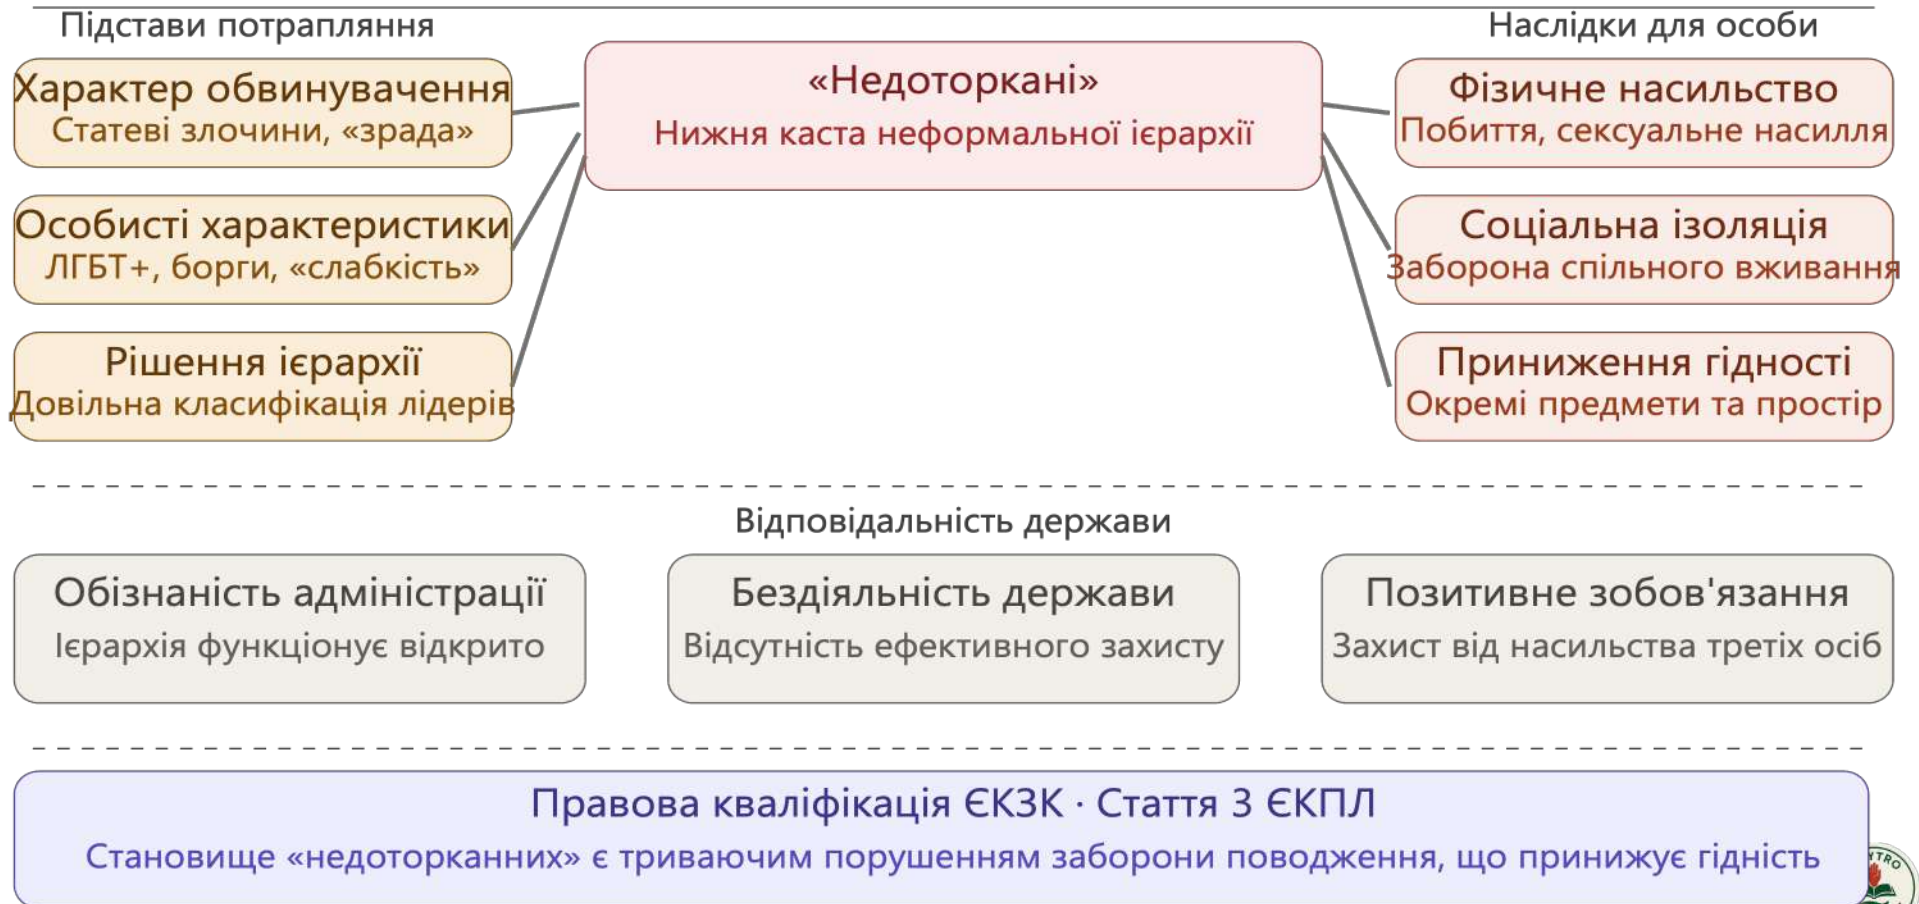 Підстави потрапляння
Наслідки для особи
Характер обвинувачення
Статеві злочини, «зрада»
«Недоторкані»
Нижня каста неформальної ієрархії
Фізичне насильство
Побиття, сексуальне насилля
Особисті характеристики
ЛГБТ+, борги, «слабкість»
Соціальна ізоляція
Заборона спільного вживання
Рішення ієрархії
Довільна класифікація лідерів
Приниження гідності
Окремі предмети та простір
Відповідальність держави
Обізнаність адміністрації
Ієрархія функціонує відкрито
Бездіяльність держави
Відсутність ефективного захисту
Позитивне зобов'язання
Захист від насильства третіх осіб
Правова кваліфікація ЄКЗК · Стаття 3 ЄКПЛ
Становище «недоторканних» є триваючим порушенням заборони поводження, що принижує гідність